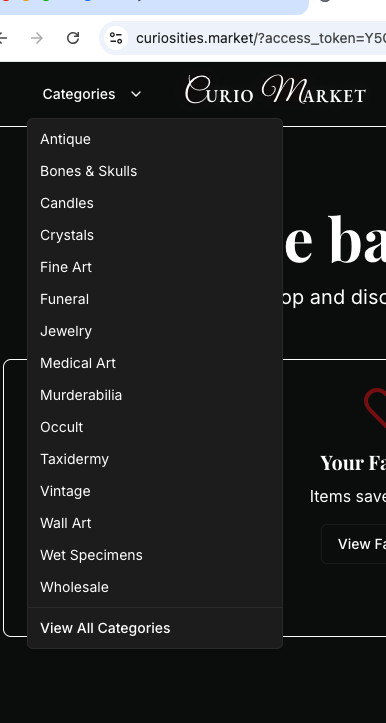 curiosities.market/?access_token=Y5
Categories
CURIO MARKET
Antique
Bones & Skulls
Candles
Crystals
Fine Art
Funeral
Jewelry
Medical Art
Murderabilia
Occult
Taxidermy
Vintage
Wall Art
Wet Specimens
Wholesale
View All Categories
e ba
op and disc
Your Fa
Items save
View Fa